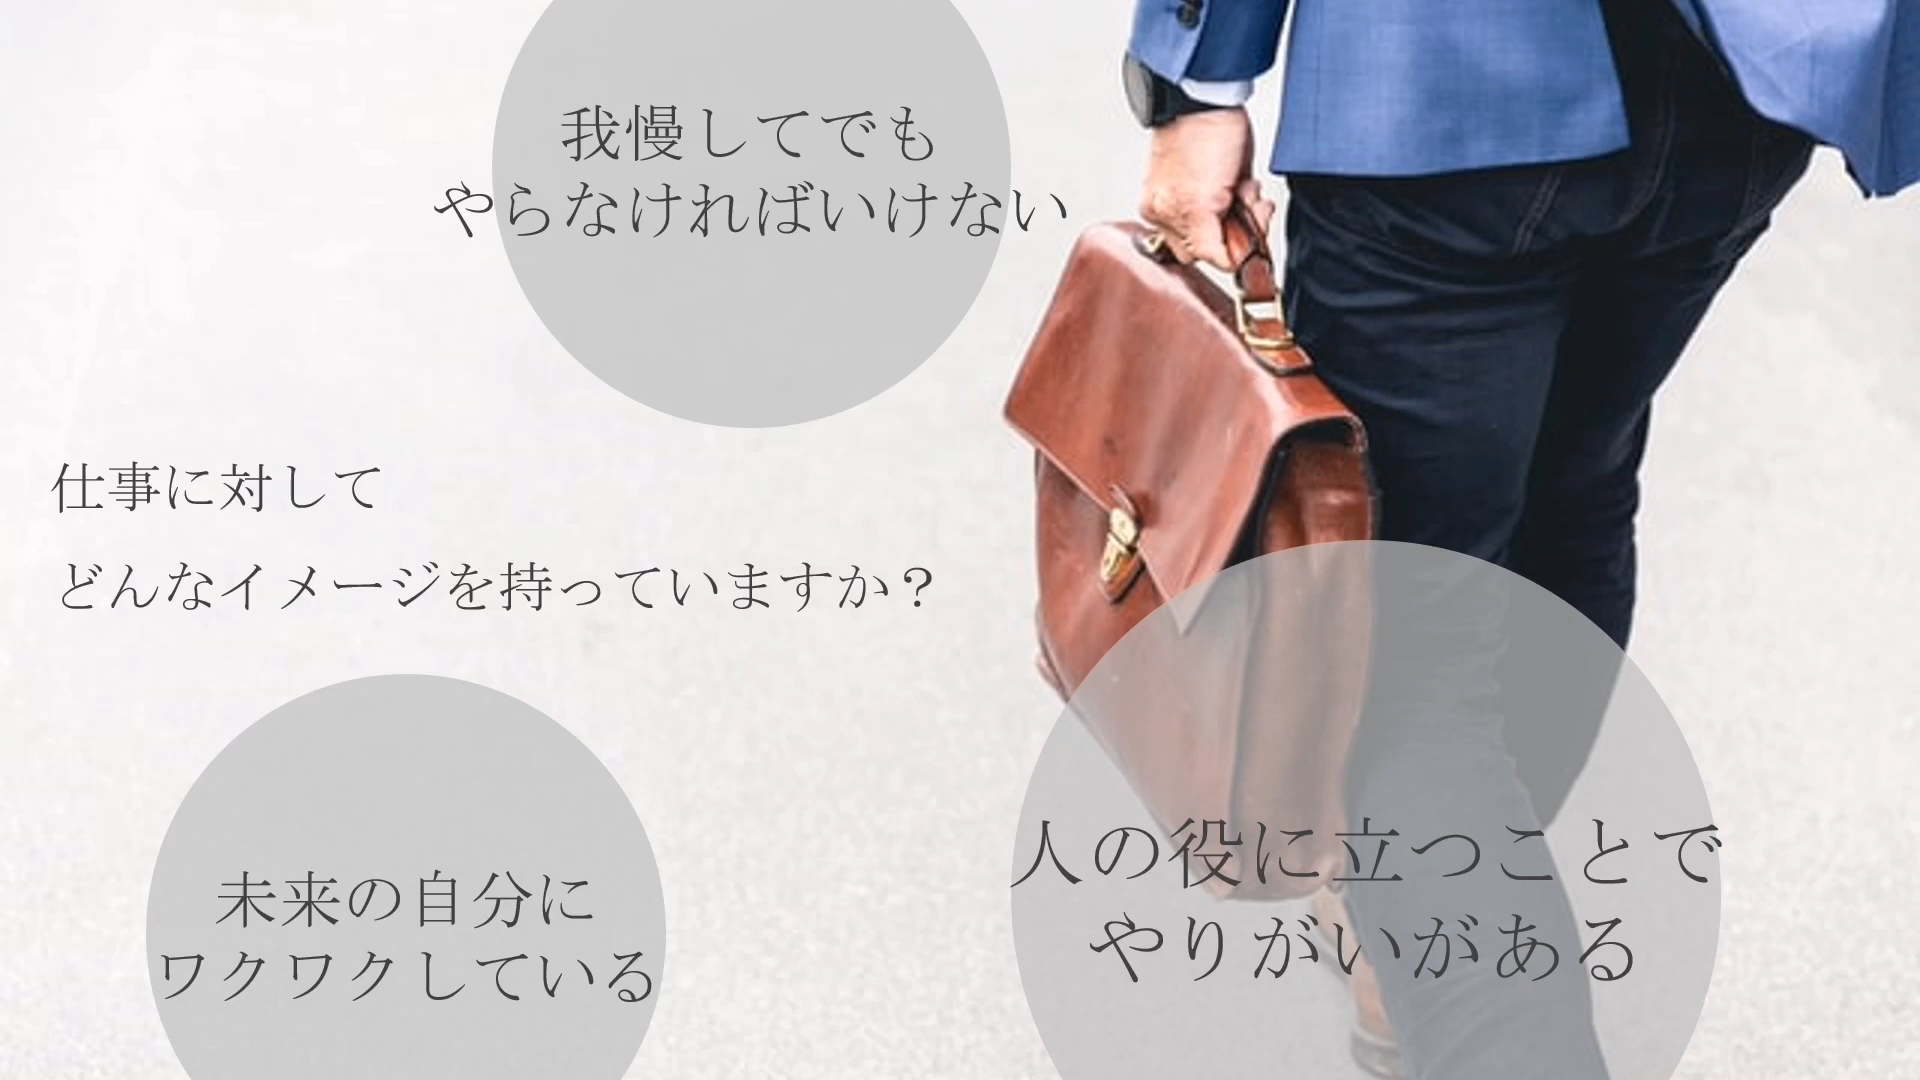 我慢してでも
やらなければいけない
仕事に対して
どんなイメージを持っていますか？
未来の自分に
ワクワクしている
人の役に立つことで
やりがいがある